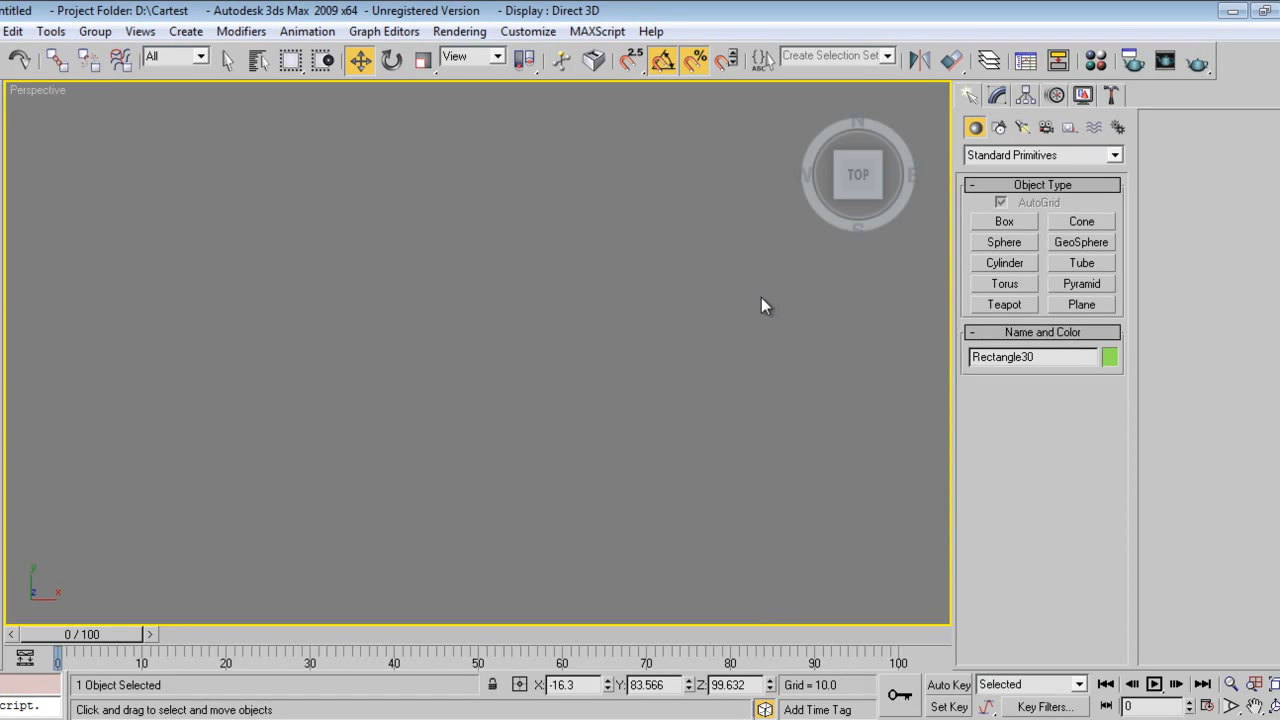 ntitled - Project Folder: D:\Cartest - Autodesk 3ds Max 2009 x64 - Unregistered Version - Display : Direct 3D
Edit Tools Group Views Create Modifiers Animation Graph Editors Rendering Customize MAXScript Help
All View 2.5 % ABC Create Selection Set
Perspective
N
TOP
S
Standard Primitives
- Object Type
AutoGrid
Box Cone
Sphere GeoSphere
Cylinder Tube
Torus Pyramid
Teapot Plane
- Name and Color
Rectangle30
y
z x
< 0 / 100 >
0 10 20 30 40 50 60 70 80 90 100
1 Object Selected X: -16.3 Y: 83.566 Z: 99.632 Grid = 10.0 Auto Key Selected
cript. Click and drag to select and move objects Add Time Tag Set Key Key Filters... 0